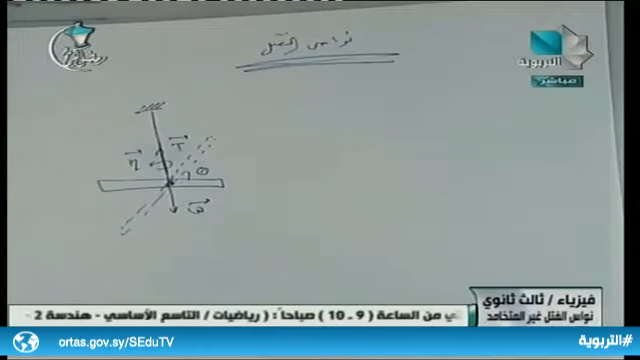 نواس الفتل
التربوية
مباشر
T
η
θ
ω
فيزياء / ثالث ثانوي
نواس الفتل غير المتخامد
ي من الساعة ( 9 ـ 10 ) صباحاً : ( رياضيات / التاسع الأساسي - هندسة 2 -
ortas.gov.sy/SEduTV
#التربوية